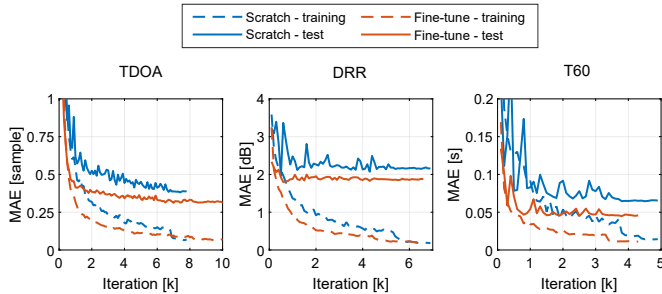 Scratch - training Fine-tune - training
Scratch - test Fine-tune - test
TDOA DRR T60
MAE [sample]
1
0.75
0.5
0.25
0
0 2 4 6 8 10
Iteration [k]
MAE [dB]
4
3
2
1
0
0 2 4 6
Iteration [k]
MAE [s]
0.2
0.15
0.1
0.05
0
0 1 2 3 4 5
Iteration [k]